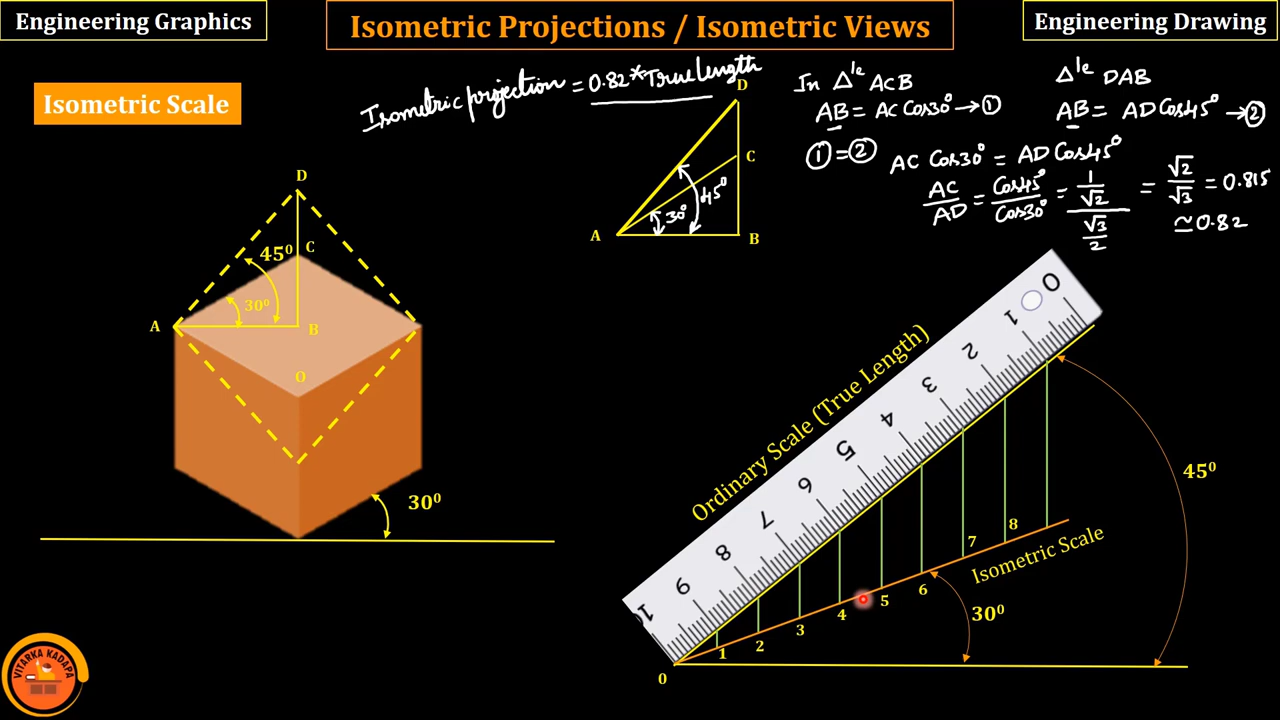 Engineering Graphics
Isometric Projections / Isometric Views
Engineering Drawing
Isometric Scale
Isometric projection = 0.82*True length
In Δle ACB
AB = AC Cos30° → ①
Δle DAB
AB = AD Cos45° → ②
① = ②
AC Cos30° = AD Cos45°
AC/AD = Cos45°/Cos30° = (1/√2)/(√3/2) = √2/√3 = 0.815
≃ 0.82
D
C
45°
30°
A
B
D
C
45⁰
30⁰
A
B
O
30⁰
Ordinary Scale (True Length)
0
1
2
3
4
5
6
7
8
9
10
45⁰
Isometric Scale
30⁰
0
1
2
3
4
5
6
7
8
VITARKA KADAPA